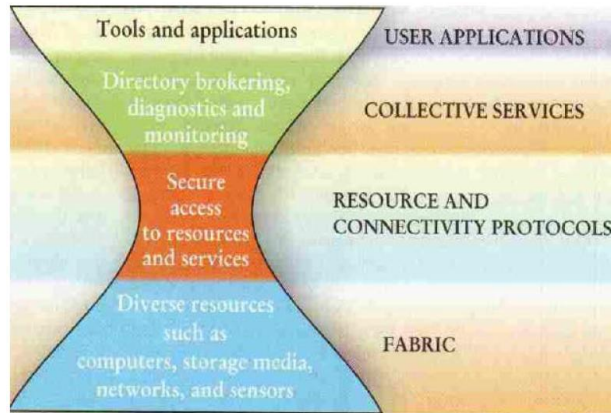 Tools and applications
USER APPLICATIONS
Directory brokering,
diagnostics and
monitoring
COLLECTIVE SERVICES
Secure
access
to resources
and services
RESOURCE AND
CONNECTIVITY PROTOCOLS
Diverse resources
such as
computers, storage media,
networks, and sensors
FABRIC